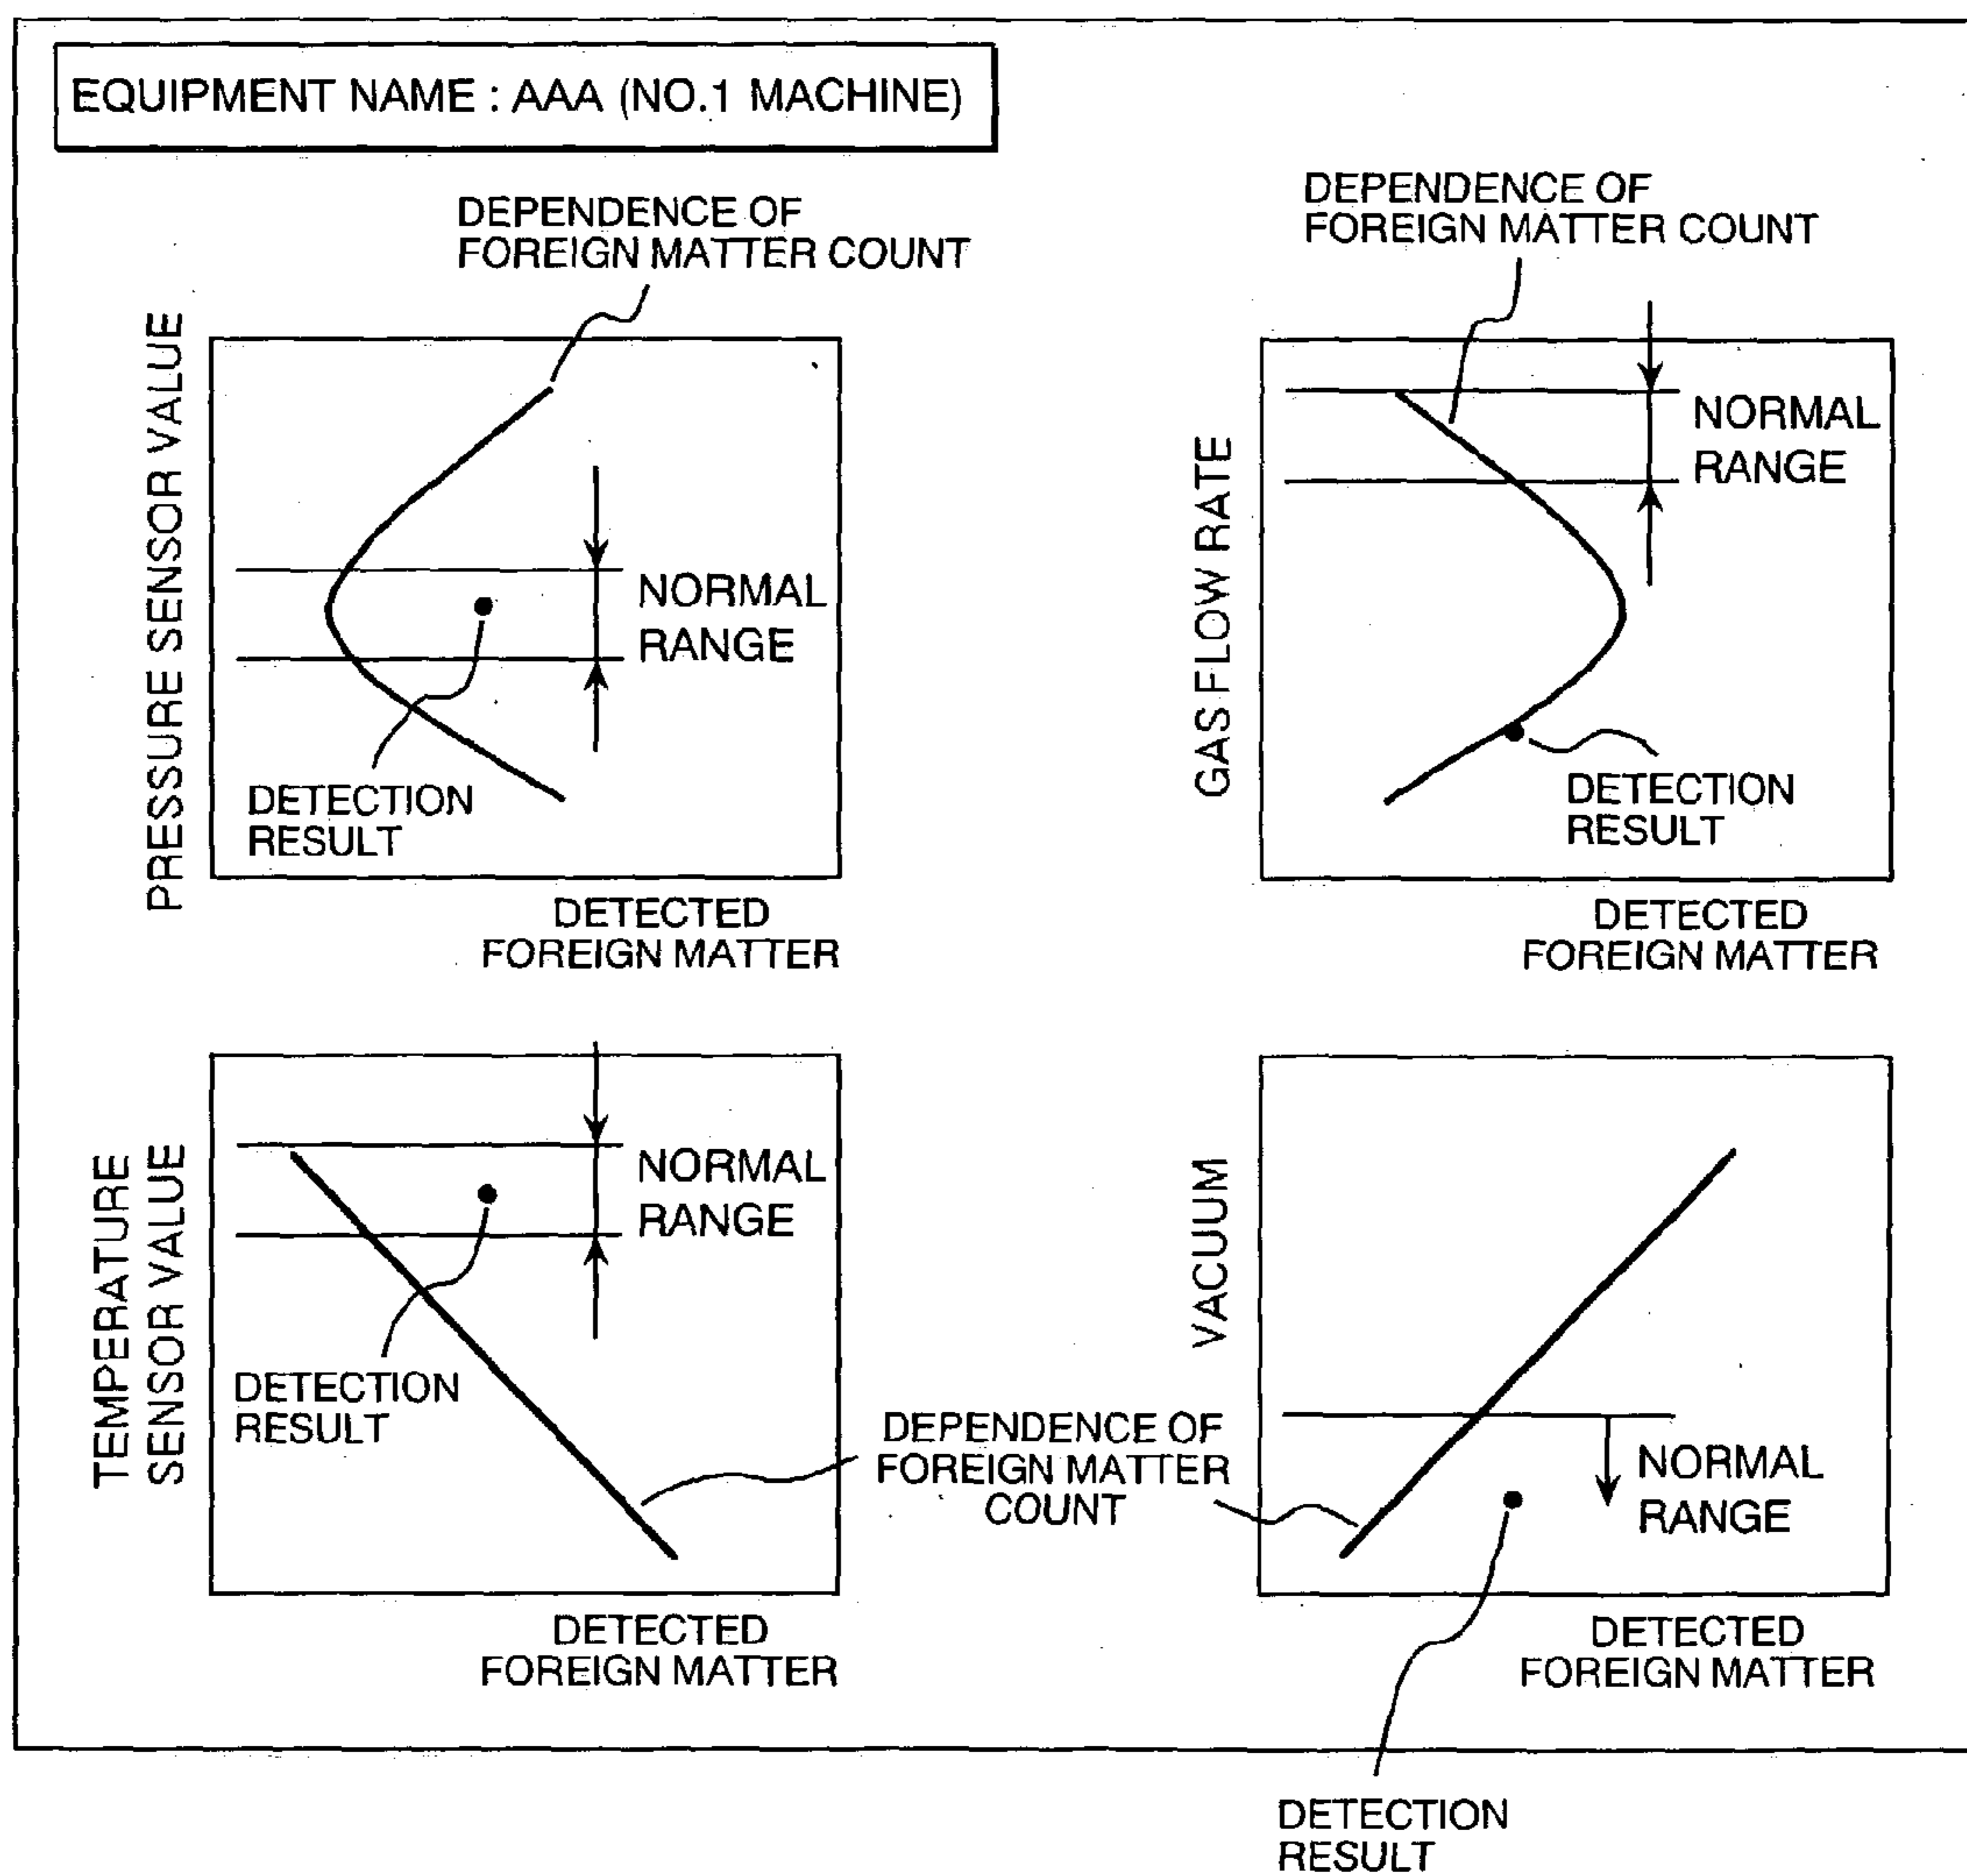 EQUIPMENT NAME : AAA (NO.1 MACHINE)
DEPENDENCE OF
FOREIGN MATTER COUNT
PRESSURE SENSOR VALUE
NORMAL
RANGE
DETECTION
RESULT
DETECTED
FOREIGN MATTER
DEPENDENCE OF
FOREIGN MATTER COUNT
GAS FLOW RATE
NORMAL
RANGE
DETECTION
RESULT
DETECTED
FOREIGN MATTER
TEMPERATURE
SENSOR VALUE
NORMAL
RANGE
DETECTION
RESULT
DETECTED
FOREIGN MATTER
DEPENDENCE OF
FOREIGN MATTER
COUNT
VACUUM
NORMAL
RANGE
DETECTED
FOREIGN MATTER
DETECTION
RESULT